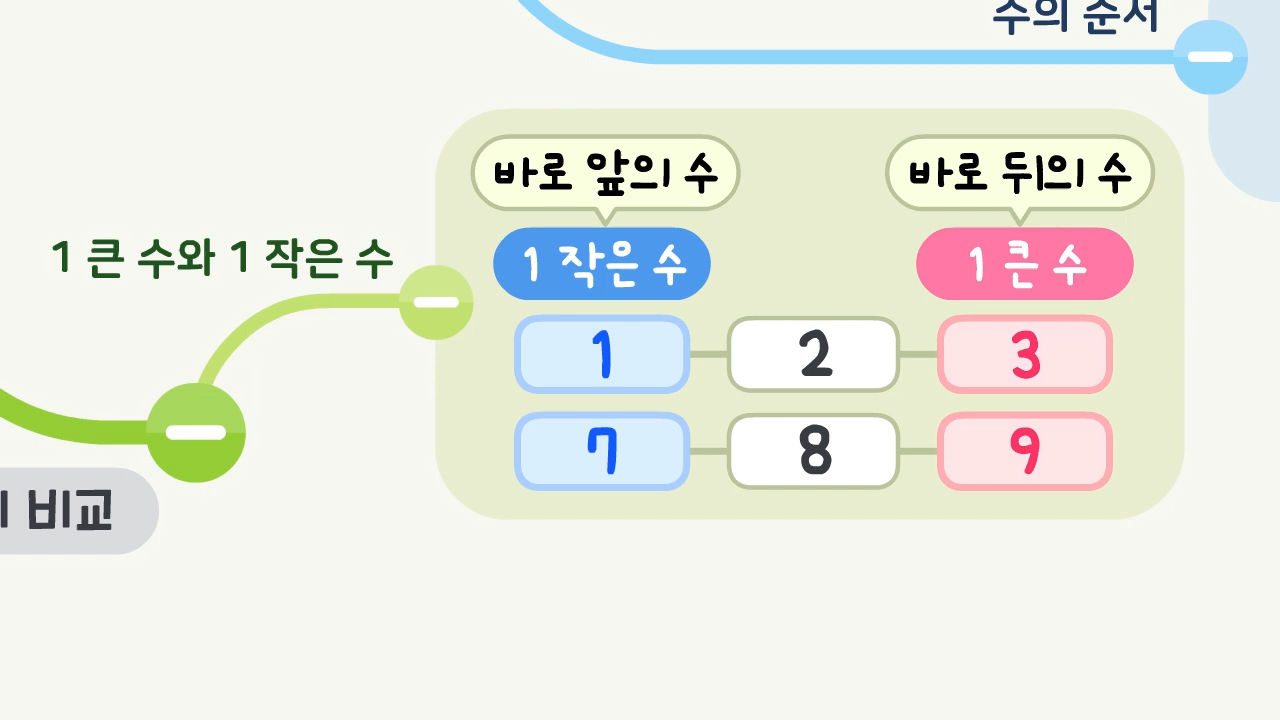 수의 순서
바로 앞의 수
바로 뒤의 수
1 큰 수와 1 작은 수
1 작은 수
1 큰 수
1 2 3
7 8 9
비교